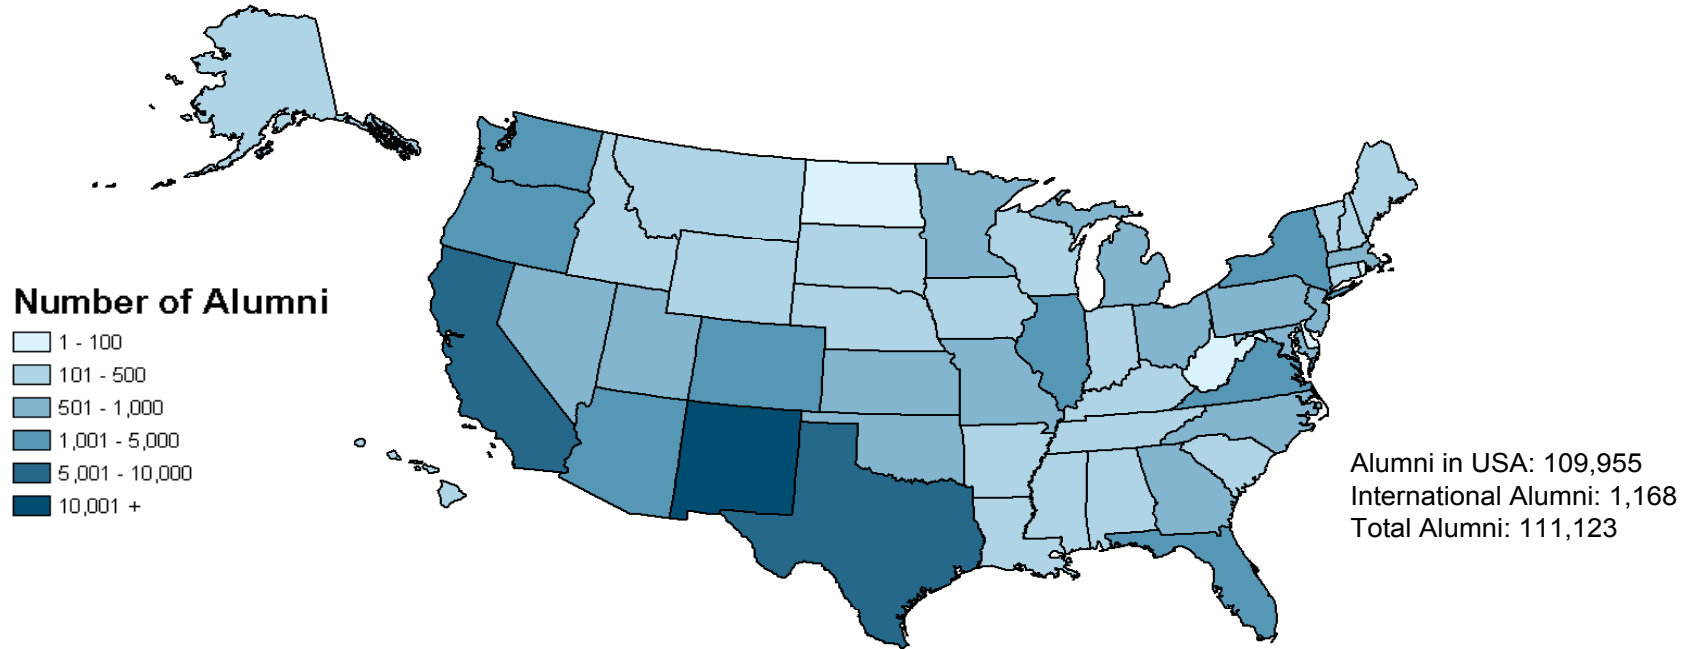 Number of Alumni
1 - 100
101 - 500
501 - 1,000
1,001 - 5,000
5,001 - 10,000
10,001 +
Alumni in USA: 109,955
International Alumni: 1,168
Total Alumni: 111,123